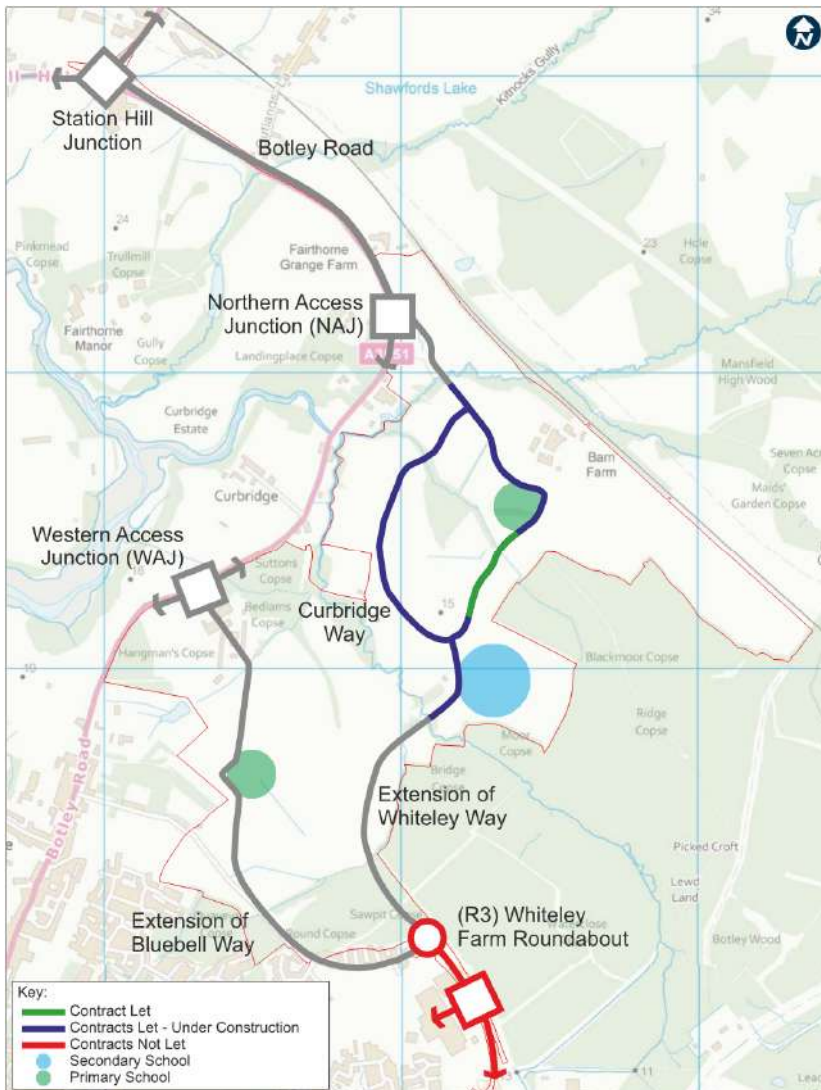 N
34
Shawfords Lake
Kitnocks Gully
Station Hill
Junction
Botley Road
24
Pinkmead
Copse
Trullmill
Copse
Fairthorne
Grange Farm
23
Hole
Copse
Fairthorne
Manor
Gully
Copse
Northern Access
Junction (NAJ)
Landingplace Copse
Mansfield
High Wood
Curbridge
Estate
Barn
Farm
Seven Acre
Copse
Maids'
Garden Copse
Curbridge
Western Access
Junction (WAJ)
18
Suttons
Copse
Bedlams
Copse
Curbridge
Way
15
Hangman's Copse
Blackmoor Copse
10
Ridge
Copse
Moor
Copse
Bridge
Copse
Botley Road
Extension of
Whiteley Way
Picked Croft
Lewd
Land
Extension of
Bluebell Way
Round Copse
(R3) Whiteley
Farm Roundabout
Botley Wood
Key:
Contract Let
Contracts Let - Under Construction
Contracts Not Let
Secondary School
Primary School
11